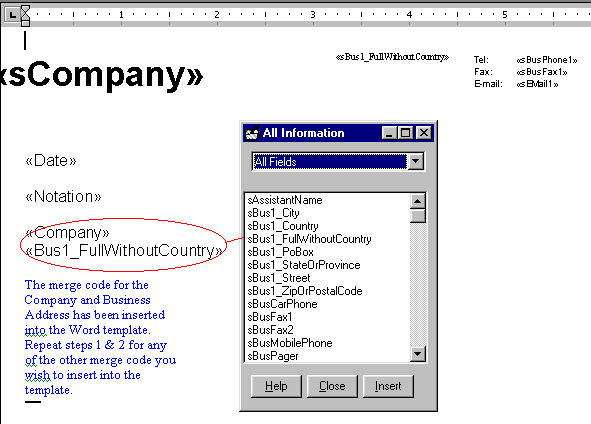 L
1 2 3 4 5
«sBus1_FullWithoutCountry»
Tel: «sBusPhone1»
Fax: «sBusFax1»
E-mail: «sEMail1»
«sCompany»
All Information
All Fields
«Date»
«Notation»
«Company»
«Bus1_FullWithoutCountry»
The merge code for the
Company and Business
Address has been inserted
into the Word template.
Repeat steps 1 & 2 for any
of the other merge code you
wish to insert into the
template.
sAssistantName
sBus1_City
sBus1_Country
sBus1_FullWithoutCountry
sBus1_PoBox
sBus1_StateOrProvince
sBus1_Street
sBus1_ZipOrPostalCode
sBusCarPhone
sBusFax1
sBusFax2
sBusMobilePhone
sBusPager
Help Close Insert